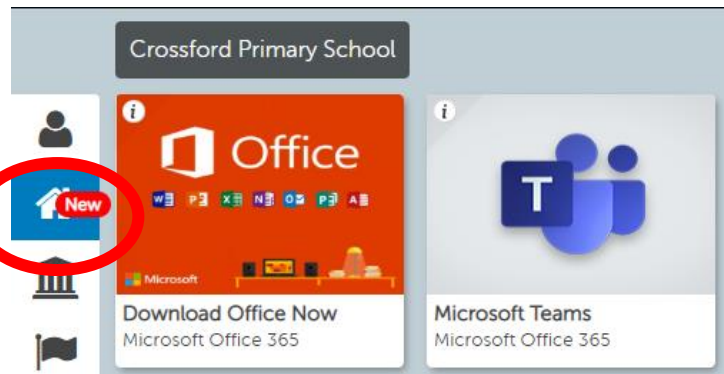 Crossford Primary School
New
i
Office
W P X N O P A
Microsoft
Download Office Now
Microsoft Office 365
i
T
Microsoft Teams
Microsoft Office 365